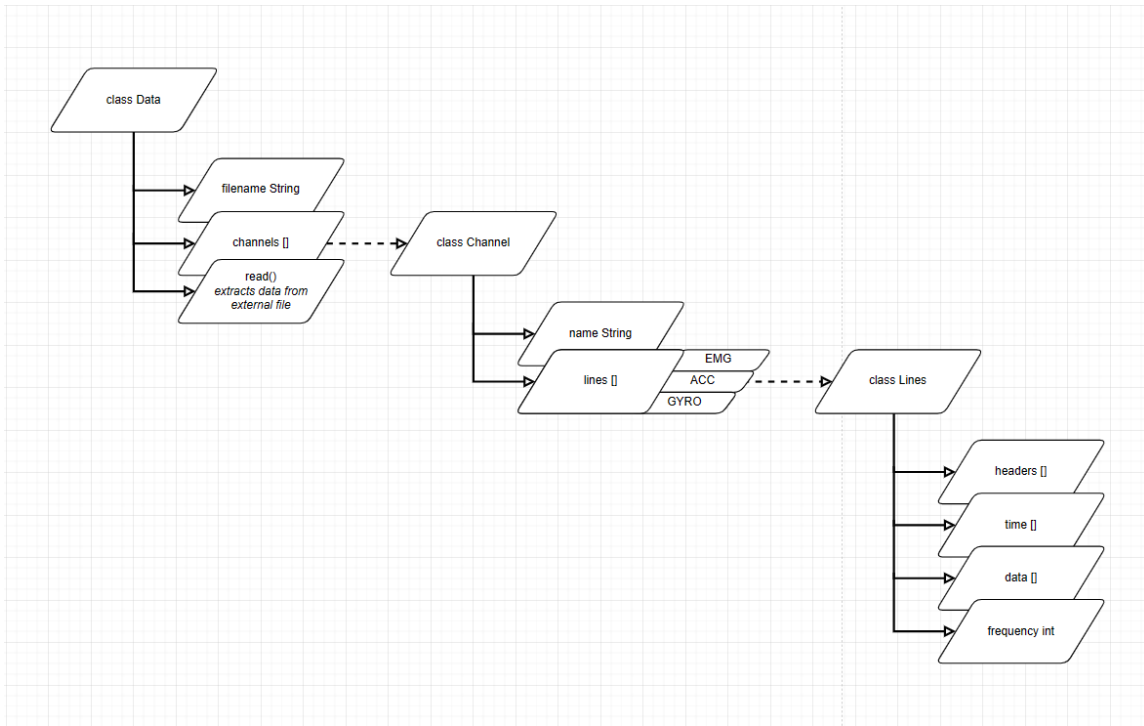 class Data
filename String
channels []
read()
extracts data from
external file
class Channel
name String
lines []
EMG
ACC
GYRO
class Lines
headers []
time []
data []
frequency int